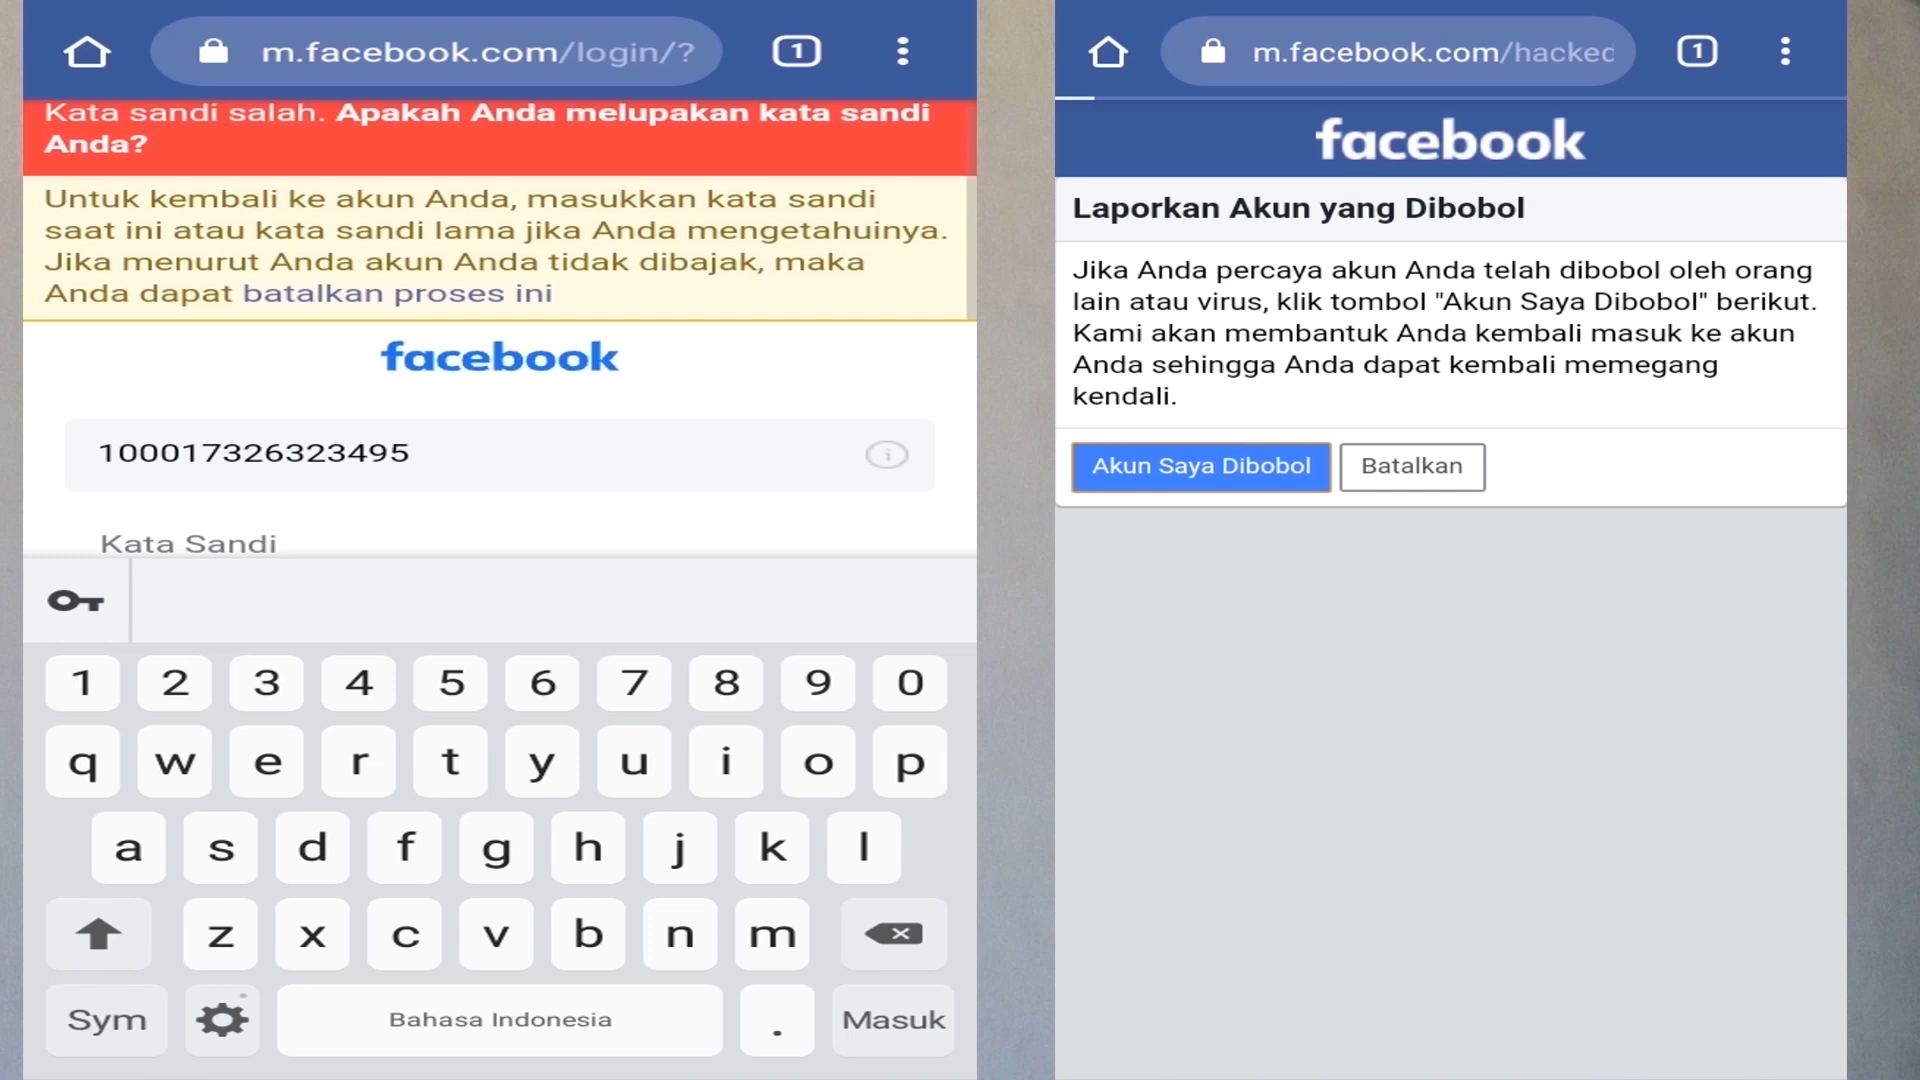 m.facebook.com/login/?
1
Kata sandi salah. Apakah Anda melupakan kata sandi
Anda?
Untuk kembali ke akun Anda, masukkan kata sandi
saat ini atau kata sandi lama jika Anda mengetahuinya.
Jika menurut Anda akun Anda tidak dibajak, maka
Anda dapat batalkan proses ini
facebook
100017326323495
Kata Sandi
1 2 3 4 5 6 7 8 9 0
q w e r t y u i o p
a s d f g h j k l
z x c v b n m
Sym Bahasa Indonesia . Masuk
m.facebook.com/hacked
1
facebook
Laporkan Akun yang Dibobol
Jika Anda percaya akun Anda telah dibobol oleh orang
lain atau virus, klik tombol "Akun Saya Dibobol" berikut.
Kami akan membantuk Anda kembali masuk ke akun
Anda sehingga Anda dapat kembali memegang
kendali.
Akun Saya Dibobol Batalkan